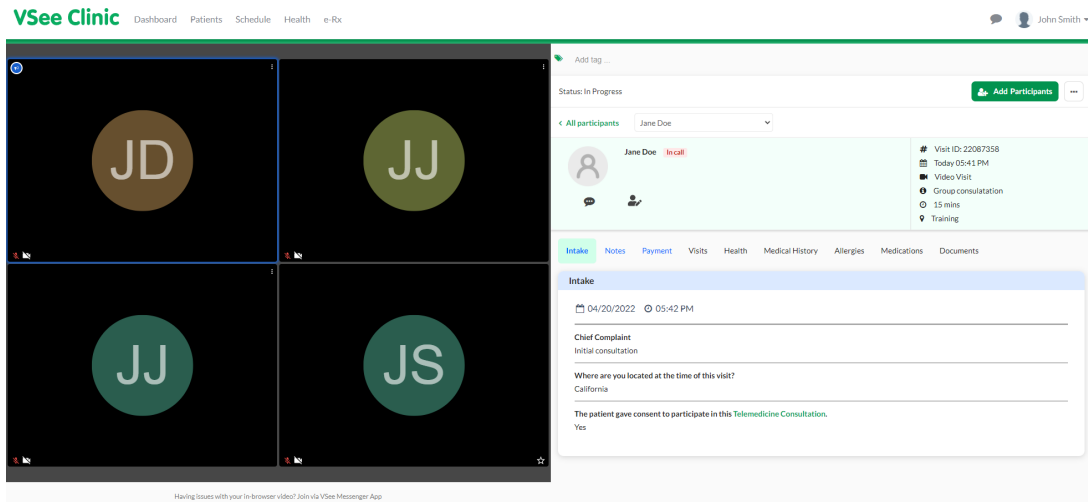 VSee Clinic Dashboard Patients Schedule Health e-Rx John Smith
JD
JJ
JJ
JS
Having issues with your in-browser video? Join via VSee Messenger App
Add tag ...
Status: In Progress
Add Participants
< All participants Jane Doe
Jane Doe In call
# Visit ID: 22087358
Today 05:41 PM
Video Visit
Group consulatation
15 mins
Training
Intake Notes Payment Visits Health Medical History Allergies Medications Documents
Intake
04/20/2022 05:42 PM
Chief Complaint
Initial consultation
Where are you located at the time of this visit?
California
The patient gave consent to participate in this Telemedicine Consultation.
Yes